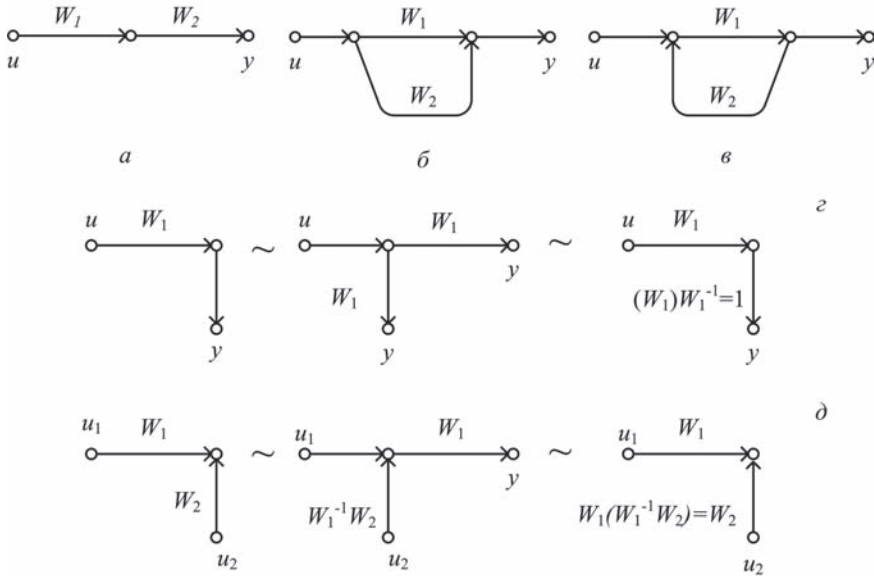 W₁ W₂ W₁ W₁
u y u y u y
W₂ W₂
а б в
г
u W₁ u W₁ u W₁
~ ~
y
W₁ (W₁)W₁⁻¹=1
y y y
д
u₁ W₁ u₁ W₁ u₁ W₁
~ ~
y
W₂ W₁⁻¹W₂ W₁(W₁⁻¹W₂)=W₂
u₂ u₂ u₂